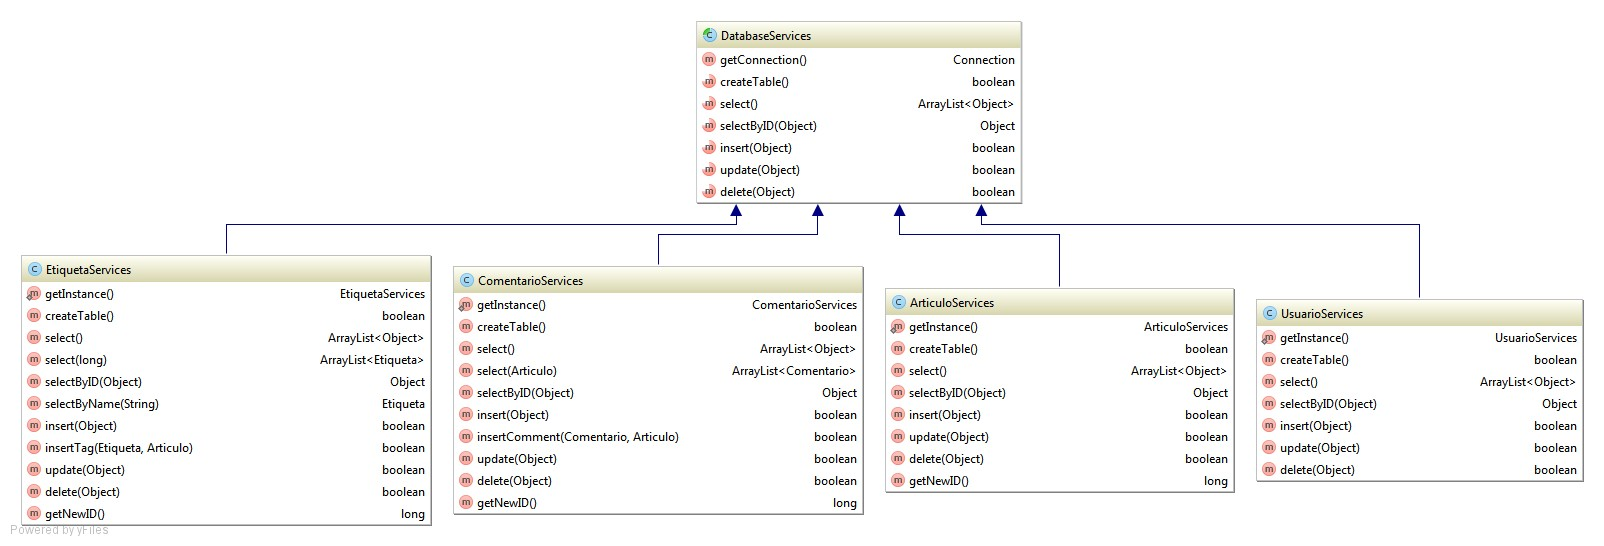 DatabaseServices
getConnection() Connection
createTable() boolean
select() ArrayList<Object>
selectByID(Object) Object
insert(Object) boolean
update(Object) boolean
delete(Object) boolean
EtiquetaServices
getInstance() EtiquetaServices
createTable() boolean
select() ArrayList<Object>
select(long) ArrayList<Etiqueta>
selectByID(Object) Object
selectByName(String) Etiqueta
insert(Object) boolean
insertTag(Etiqueta, Articulo) boolean
update(Object) boolean
delete(Object) boolean
getNewID() long
ComentarioServices
getInstance() ComentarioServices
createTable() boolean
select() ArrayList<Object>
select(Articulo) ArrayList<Comentario>
selectByID(Object) Object
insert(Object) boolean
insertComment(Comentario, Articulo) boolean
update(Object) boolean
delete(Object) boolean
getNewID() long
ArticuloServices
getInstance() ArticuloServices
createTable() boolean
select() ArrayList<Object>
selectByID(Object) Object
insert(Object) boolean
update(Object) boolean
delete(Object) boolean
getNewID() long
UsuarioServices
getInstance() UsuarioServices
createTable() boolean
select() ArrayList<Object>
selectByID(Object) Object
insert(Object) boolean
update(Object) boolean
delete(Object) boolean
Powered by yFiles